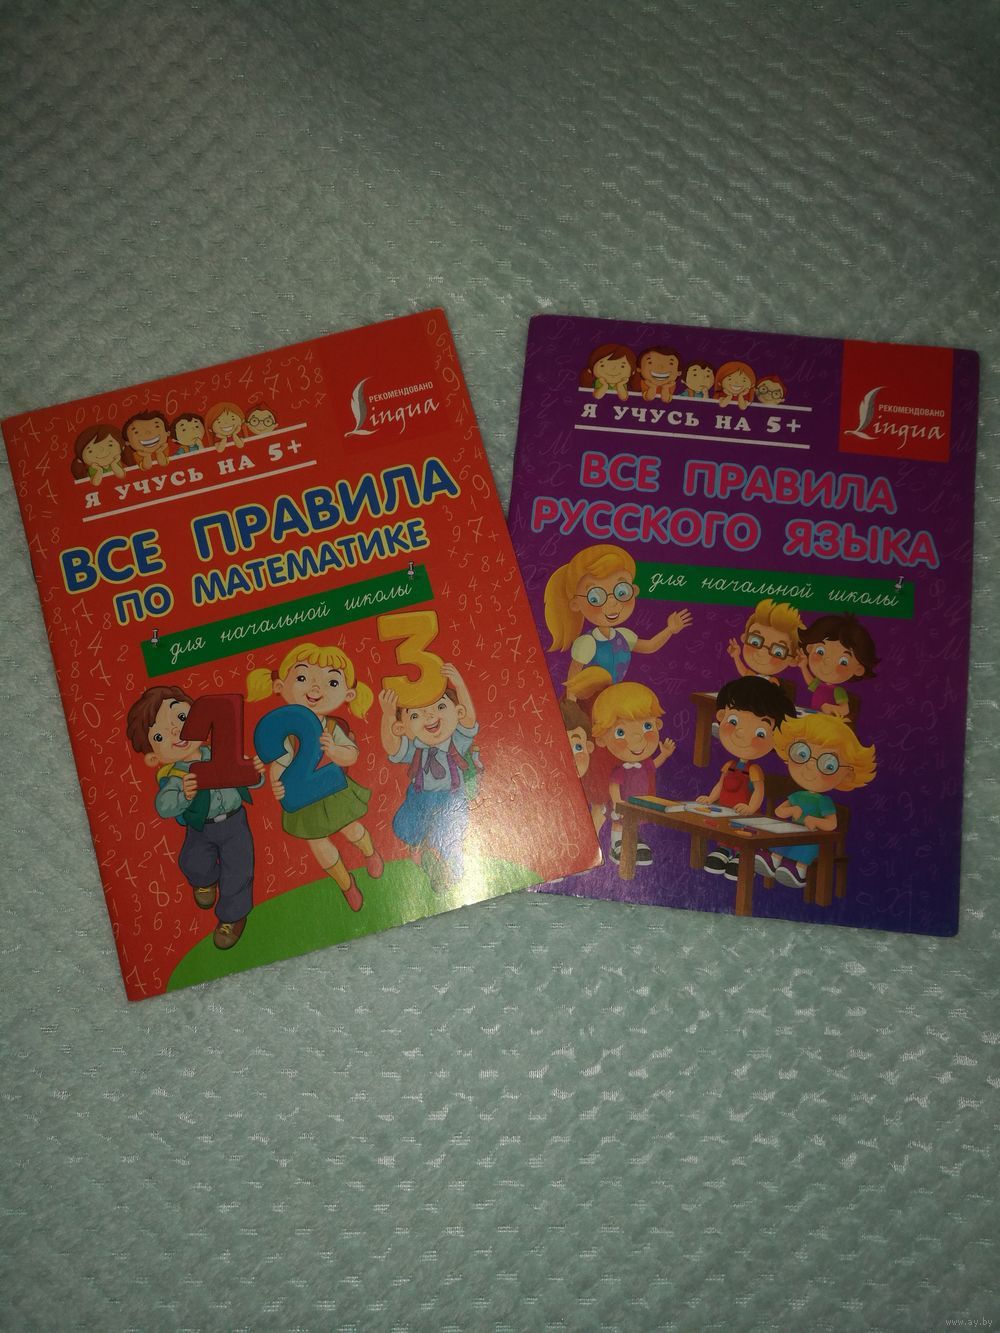 РЕКОМЕНДОВАНО
Lingua
Я УЧУСЬ НА 5+
ВСЕ ПРАВИЛА
ПО МАТЕМАТИКЕ
для начальной школы
1 2 3
РЕКОМЕНДОВАНО
Lingua
Я УЧУСЬ НА 5+
ВСЕ ПРАВИЛА
РУССКОГО ЯЗЫКА
для начальной школы
www.ay.by